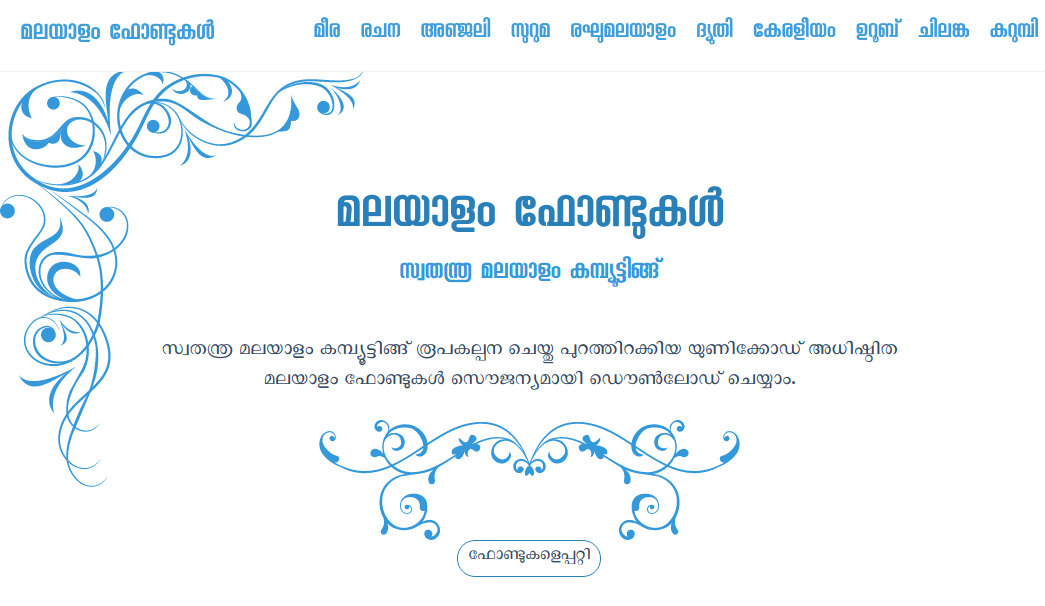 മലയാളം ഫോണ്ടുകൾ
മീര രചന അഞ്ജലി സുറുമ രഘുമലയാളം ദ്യുതി കേരളീയം ഉറൂബ് ചിലങ്ക കറുമ്പി
മലയാളം ഫോണ്ടുകൾ
സ്വതന്ത്ര മലയാളം കമ്പ്യൂട്ടിങ്ങ്
സ്വതന്ത്ര മലയാളം കമ്പ്യൂട്ടിങ്ങ് രൂപകല്പന ചെയ്തു പുറത്തിറക്കിയ യുണിക്കോഡ് അധിഷ്ഠിത
മലയാളം ഫോണ്ടുകൾ സൌജന്യമായി ഡൌൺലോഡ് ചെയ്യാം.
ഫോണ്ടുകളെപ്പറ്റി